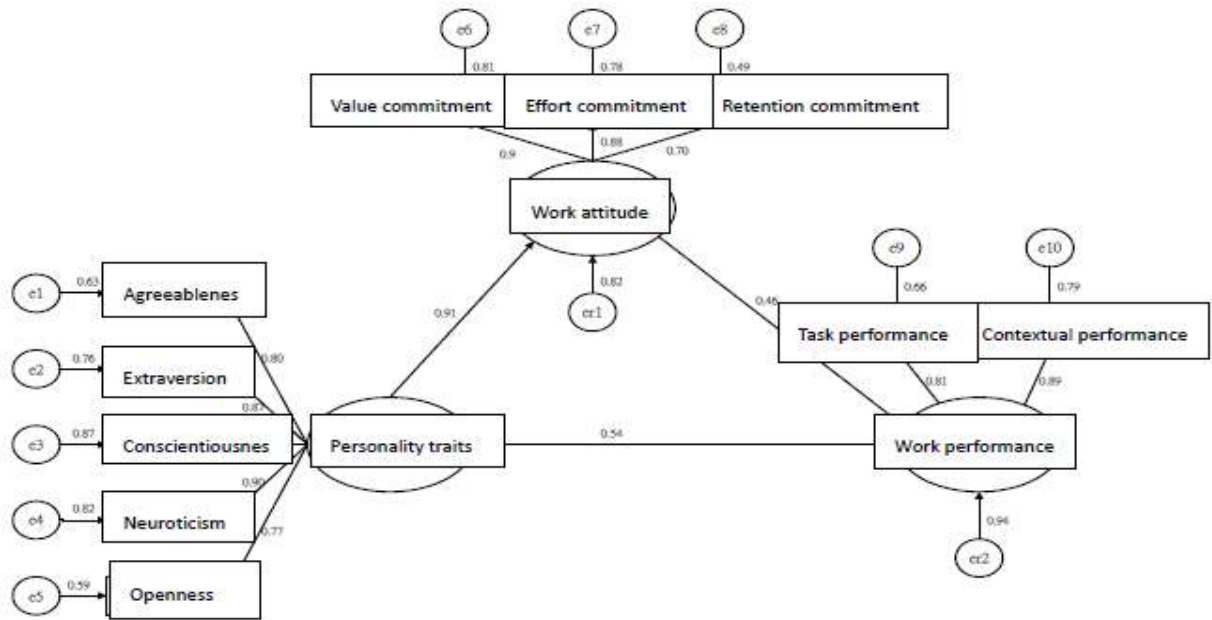 e6 e7 e8
0.81 0.78 0.49
Value commitment Effort commitment Retention commitment
0.9 0.88 0.70
Work attitude
e9 e10
0.82 0.66 0.79
er1
0.46
Task performance Contextual performance
0.81 0.89
0.91
e1 0.63 Agreeablenes
0.80
e2 0.76 Extraversion
0.87
e3 0.87 Conscientiousnes
Personality traits 0.54 Work performance
0.90
e4 0.82 Neuroticism
0.77
0.94
er2
e5 0.59 Openness